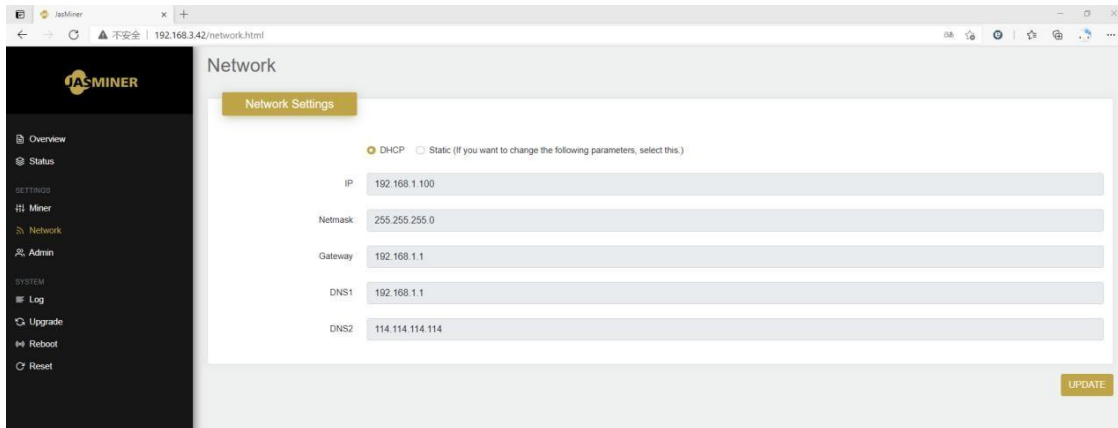 JasMiner
不安全 192.168.3.42/network.html
JASMINER
Network
Network Settings
Overview
Status
DHCP Static (If you want to change the following parameters, select this.)
SETTINGS
IP 192.168.1.100
Miner
Netmask 255.255.255.0
Network
Admin
Gateway 192.168.1.1
SYSTEM
DNS1 192.168.1.1
Log
Upgrade
DNS2 114.114.114.114
Reboot
Reset
UPDATE